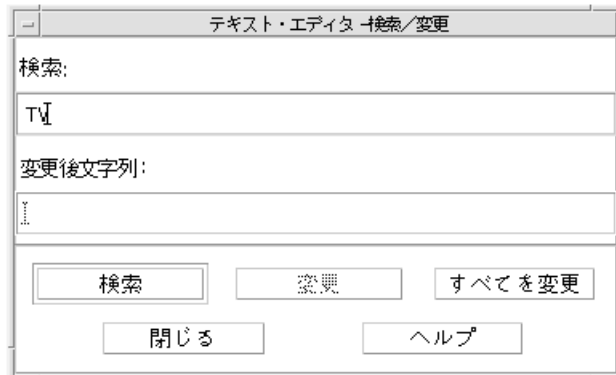 テキスト・エディタ -検索/変更
検索:
TV
変更後文字列:
検索 変更 すべてを変更
閉じる ヘルプ